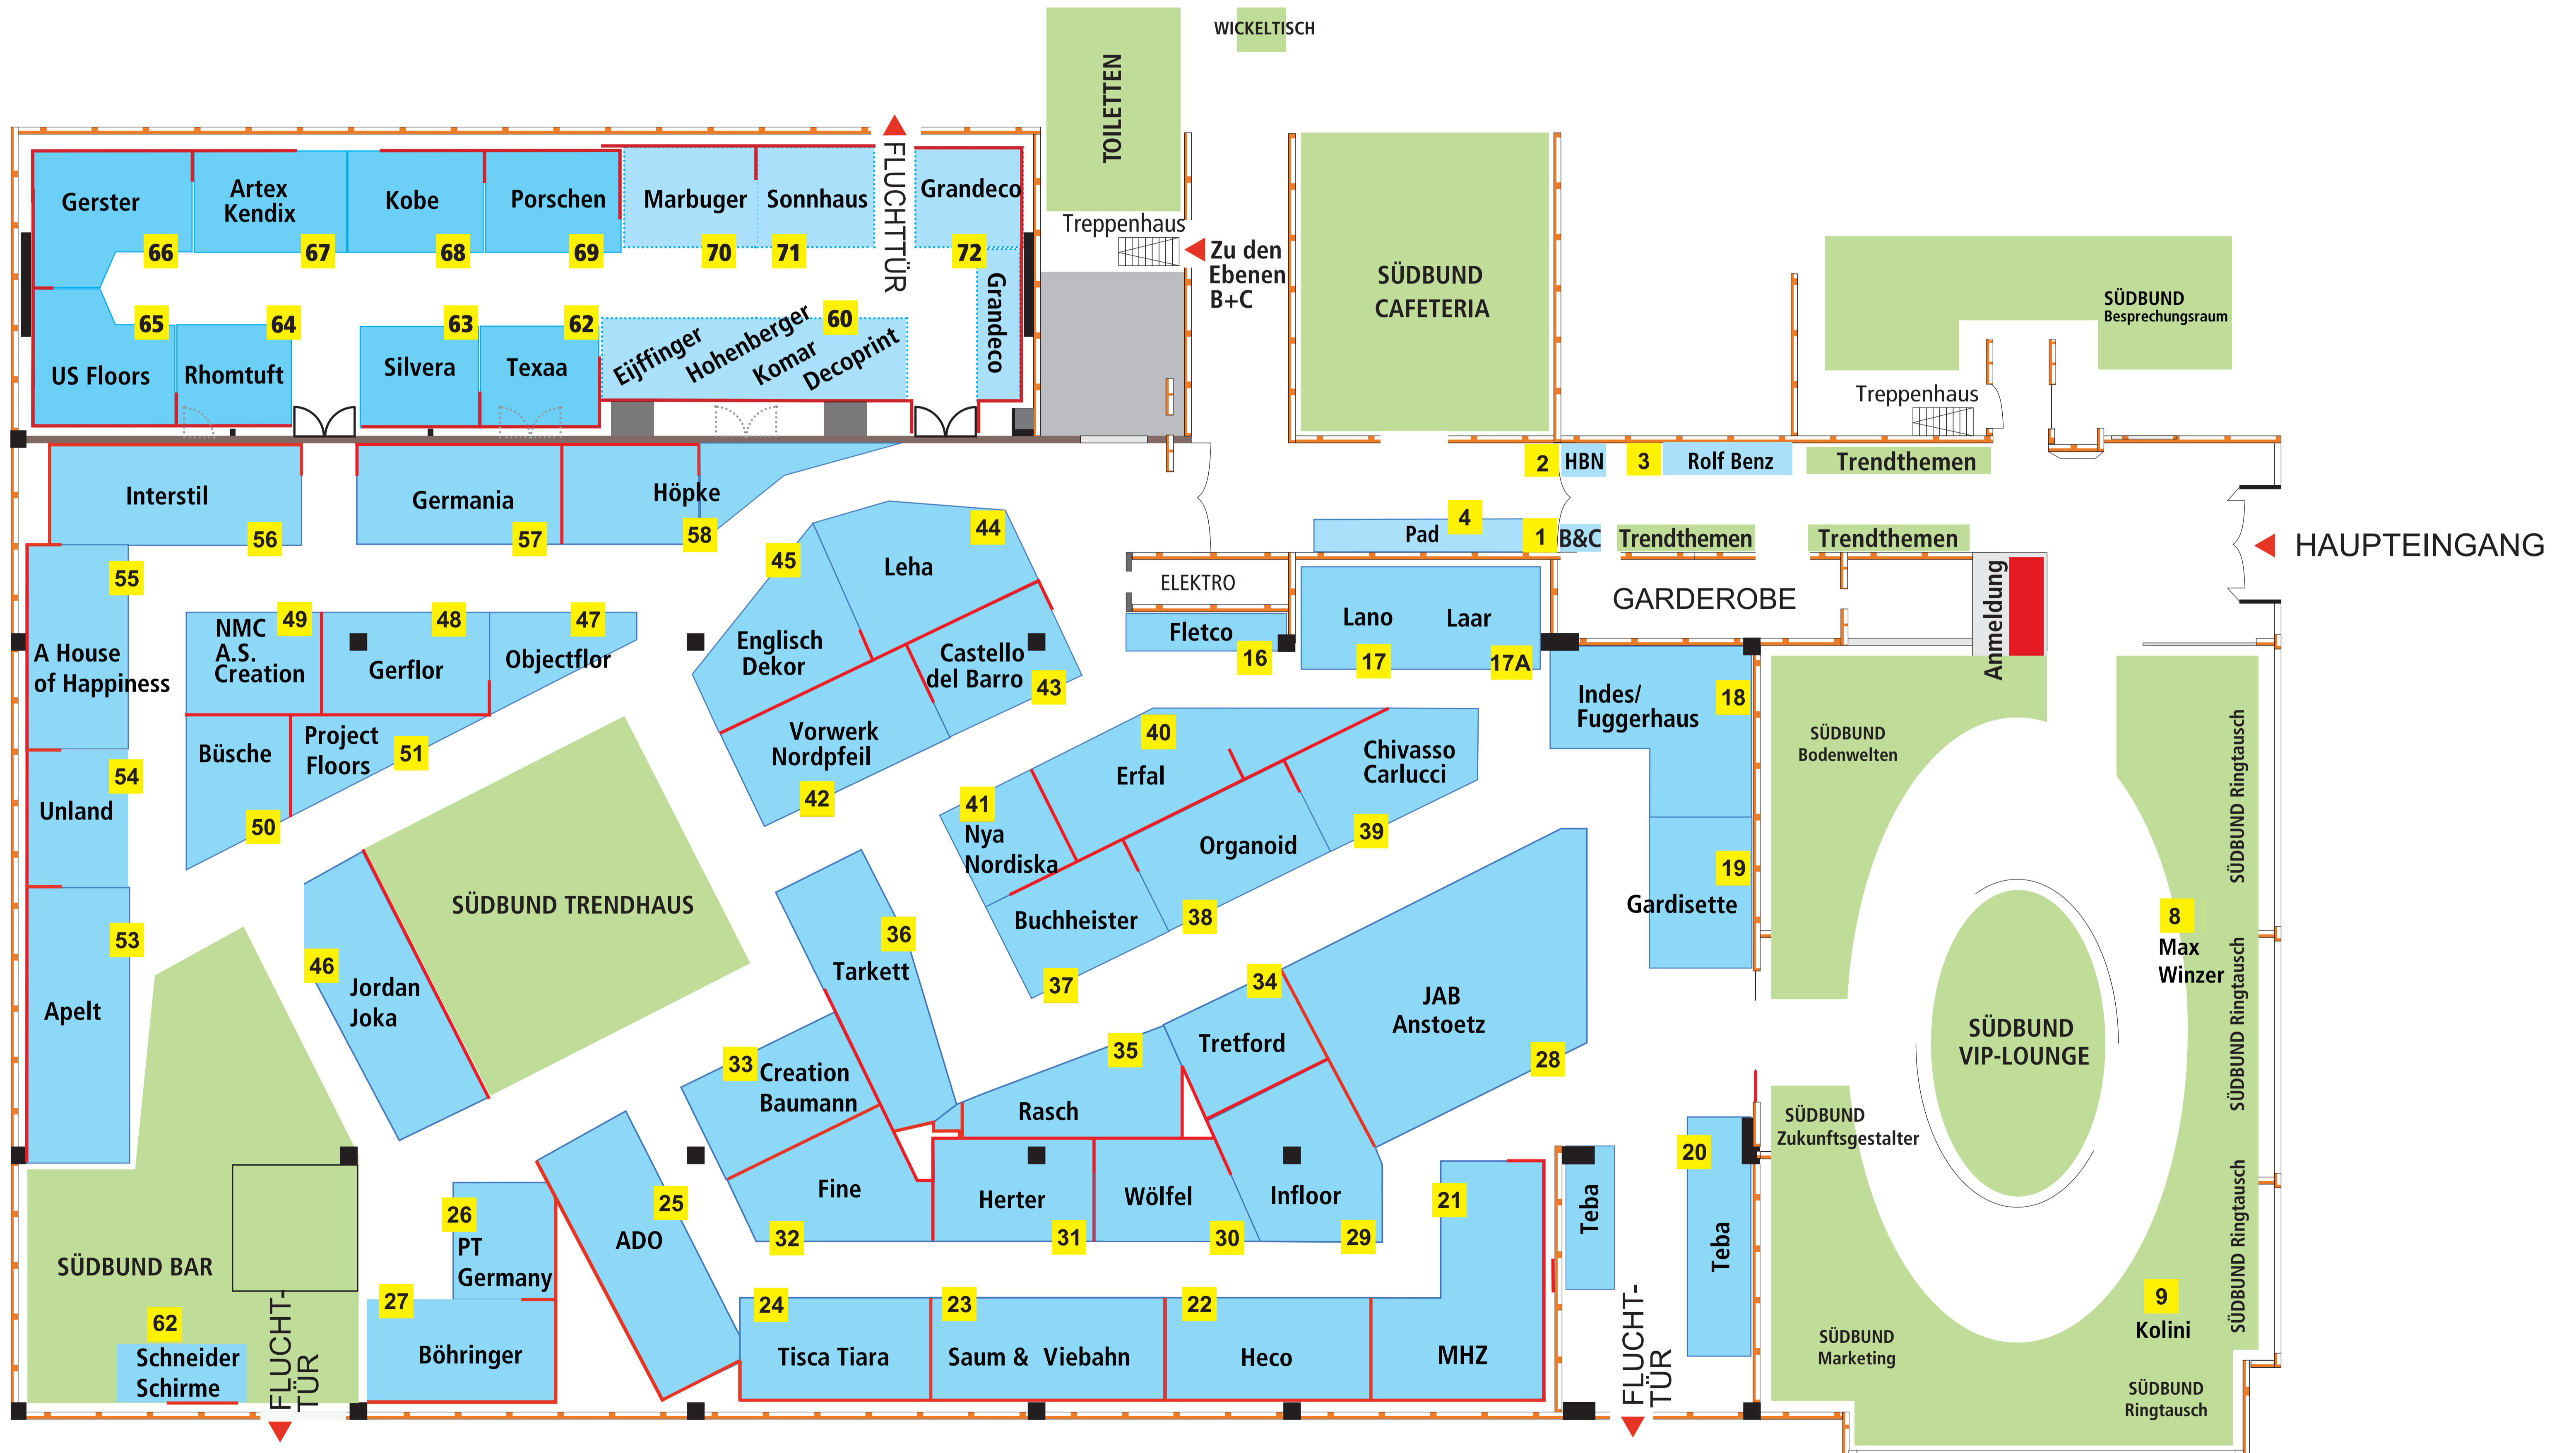 WICKELTISCH
TOILETTEN
Treppenhaus
Zu den
Ebenen
B+C
FLUCHTTÜR
Gerster
66
Artex
Kendix
67
Kobe
68
Porschen
69
Marbuger
70
Sonnhaus
71
Grandeco
72
Grandeco
65
US Floors
64
Rhomtuft
63
Silvera
62
Texaa
60
Eijffinger
Hohenberger
Komar
Decoprint
SÜDBUND
CAFETERIA
SÜDBUND
Besprechungsraum
Treppenhaus
2
HBN
3
Rolf Benz
Trendthemen
4
Pad
1
B&C
Trendthemen
Trendthemen
HAUPTEINGANG
Anmeldung
GARDEROBE
ELEKTRO
Fletco
16
Lano
17
Laar
17A
Interstil
56
Germania
57
Höpke
58
55
A House
of Happiness
54
Unland
53
Apelt
NMC
A.S.
Creation
49
48
Gerflor
47
Objectflor
Büsche
50
Project
Floors
51
45
Englisch
Dekor
44
Leha
Castello
del Barro
43
Vorwerk
Nordpfeil
42
41
Nya
Nordiska
40
Erfal
Chivasso
Carlucci
39
Organoid
38
Buchheister
37
Indes/
Fuggerhaus
18
19
Gardisette
SÜDBUND
Bodenwelten
SÜDBUND Ringtausch
SÜDBUND Ringtausch
SÜDBUND Ringtausch
8
Max
Winzer
SÜDBUND
VIP-LOUNGE
SÜDBUND
Zukunftsgestalter
9
Kolini
SÜDBUND
Marketing
SÜDBUND
Ringtausch
SÜDBUND TRENDHAUS
46
Jordan
Joka
36
Tarkett
33
Creation
Baumann
35
Rasch
34
Tretford
JAB
Anstoetz
28
Fine
32
Herter
31
Wölfel
30
Infloor
29
21
MHZ
Teba
20
Teba
FLUCHT-
TÜR
25
ADO
26
PT
Germany
27
Böhringer
24
Tisca Tiara
23
Saum & Viebahn
22
Heco
SÜDBUND BAR
62
Schneider
Schirme
FLUCHT-
TÜR